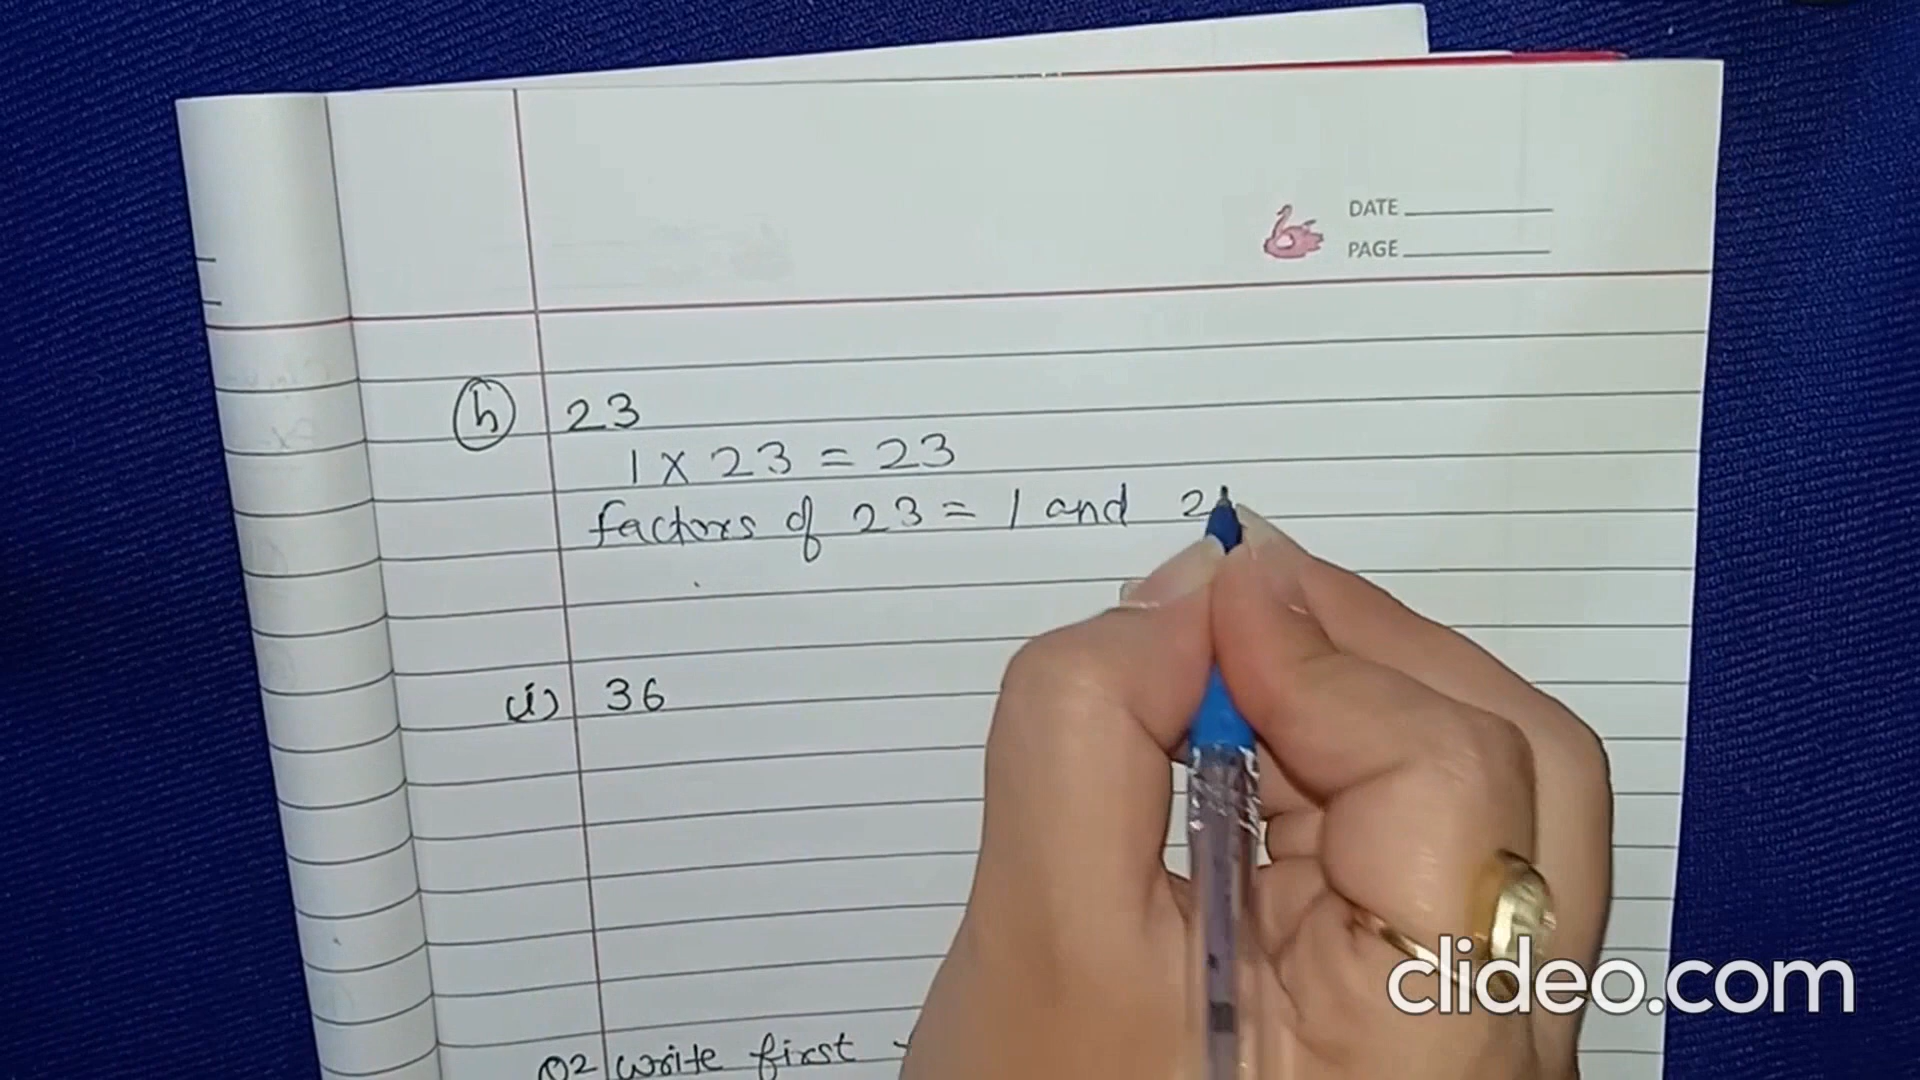 DATE
PAGE
(h) 23
1 x 23 = 23
factors of 23 = 1 and 2
(i) 36
Q2 Write first
clideo.com